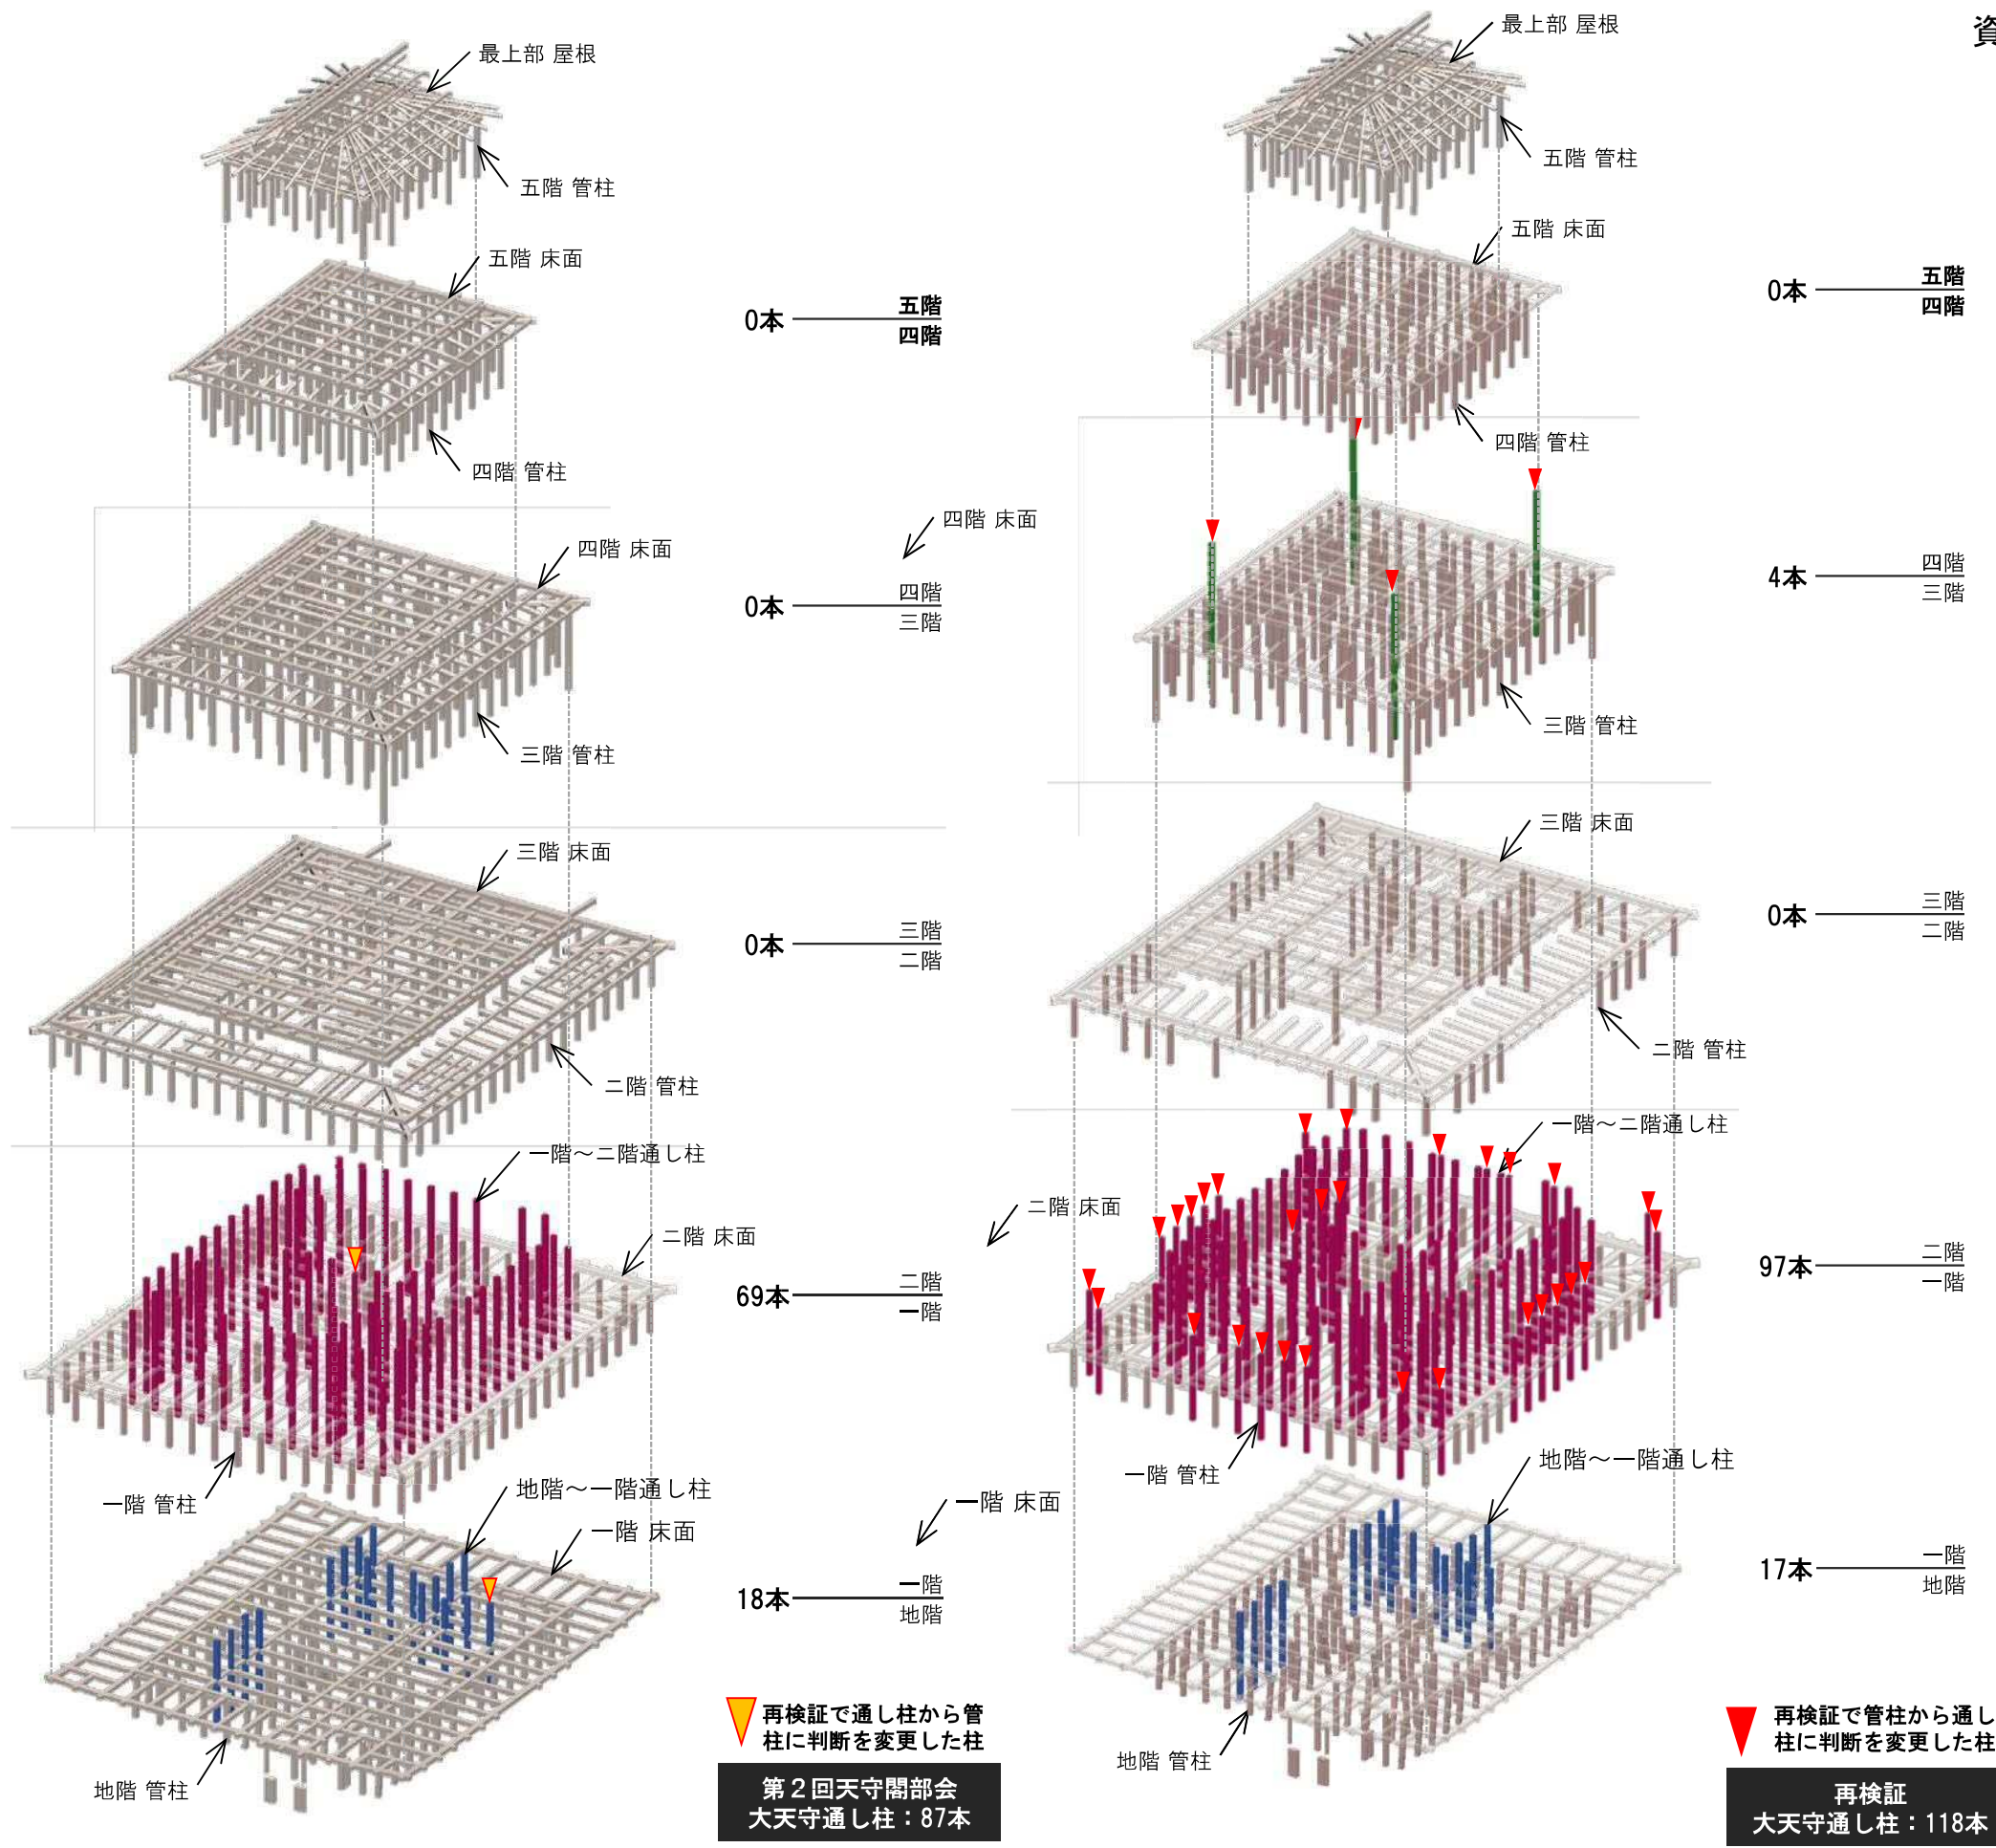 最上部 屋根
五階 管柱
五階 床面
0本
五階
四階
四階 管柱
四階 床面
四階 床面
0本
四階
三階
三階 管柱
三階 床面
0本
三階
二階
二階 管柱
一階～二階通し柱
二階 床面
二階 床面
69本
二階
一階
一階 管柱
地階～一階通し柱
一階 床面
一階 床面
18本
一階
地階
地階 管柱
再検証で通し柱から管
柱に判断を変更した柱
第２回天守閣部会
大天守通し柱：87本
資
最上部 屋根
五階 管柱
五階 床面
0本
五階
四階
四階 管柱
4本
四階
三階
三階 管柱
三階 床面
0本
三階
二階
二階 管柱
一階～二階通し柱
97本
二階
一階
一階 管柱
地階～一階通し柱
17本
一階
地階
地階 管柱
再検証で管柱から通し
柱に判断を変更した柱
再検証
大天守通し柱：118本